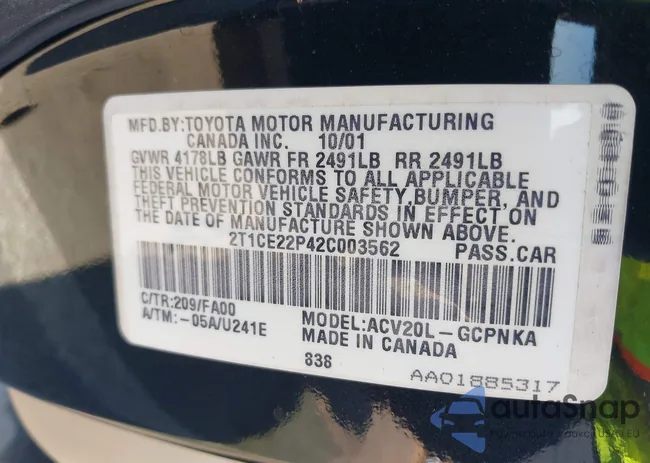 MFD.BY:TOYOTA MOTOR MANUFACTURING
CANADA INC. 10/01
GVWR 4178LB GAWR FR 2491LB RR 2491LB
THIS VEHICLE CONFORMS TO ALL APPLICABLE
FEDERAL MOTOR VEHICLE SAFETY,BUMPER, AND
THEFT PREVENTION STANDARDS IN EFFECT ON
THE DATE OF MANUFACTURE SHOWN ABOVE.
2T1CE22P42C003562 PASS.CAR
C/TR:209/FA00 MODEL:ACV20L-GCPNKA
A/TM:-05A/U241E MADE IN CANADA
838
AA01885317
autoSnap